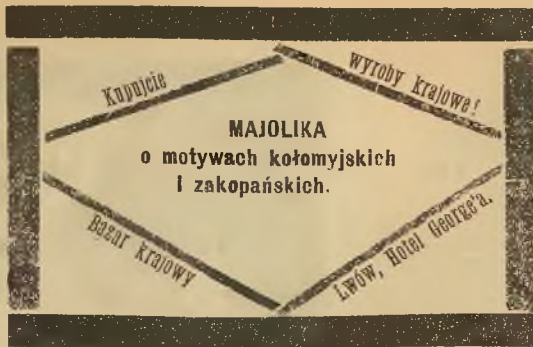 Kupujcie
wyroby krajowe!
MAJOLIKA
o motywach kołomyjskich
i zakopańskich.
Bazar krajowy
Lwów, Hotel George'a.